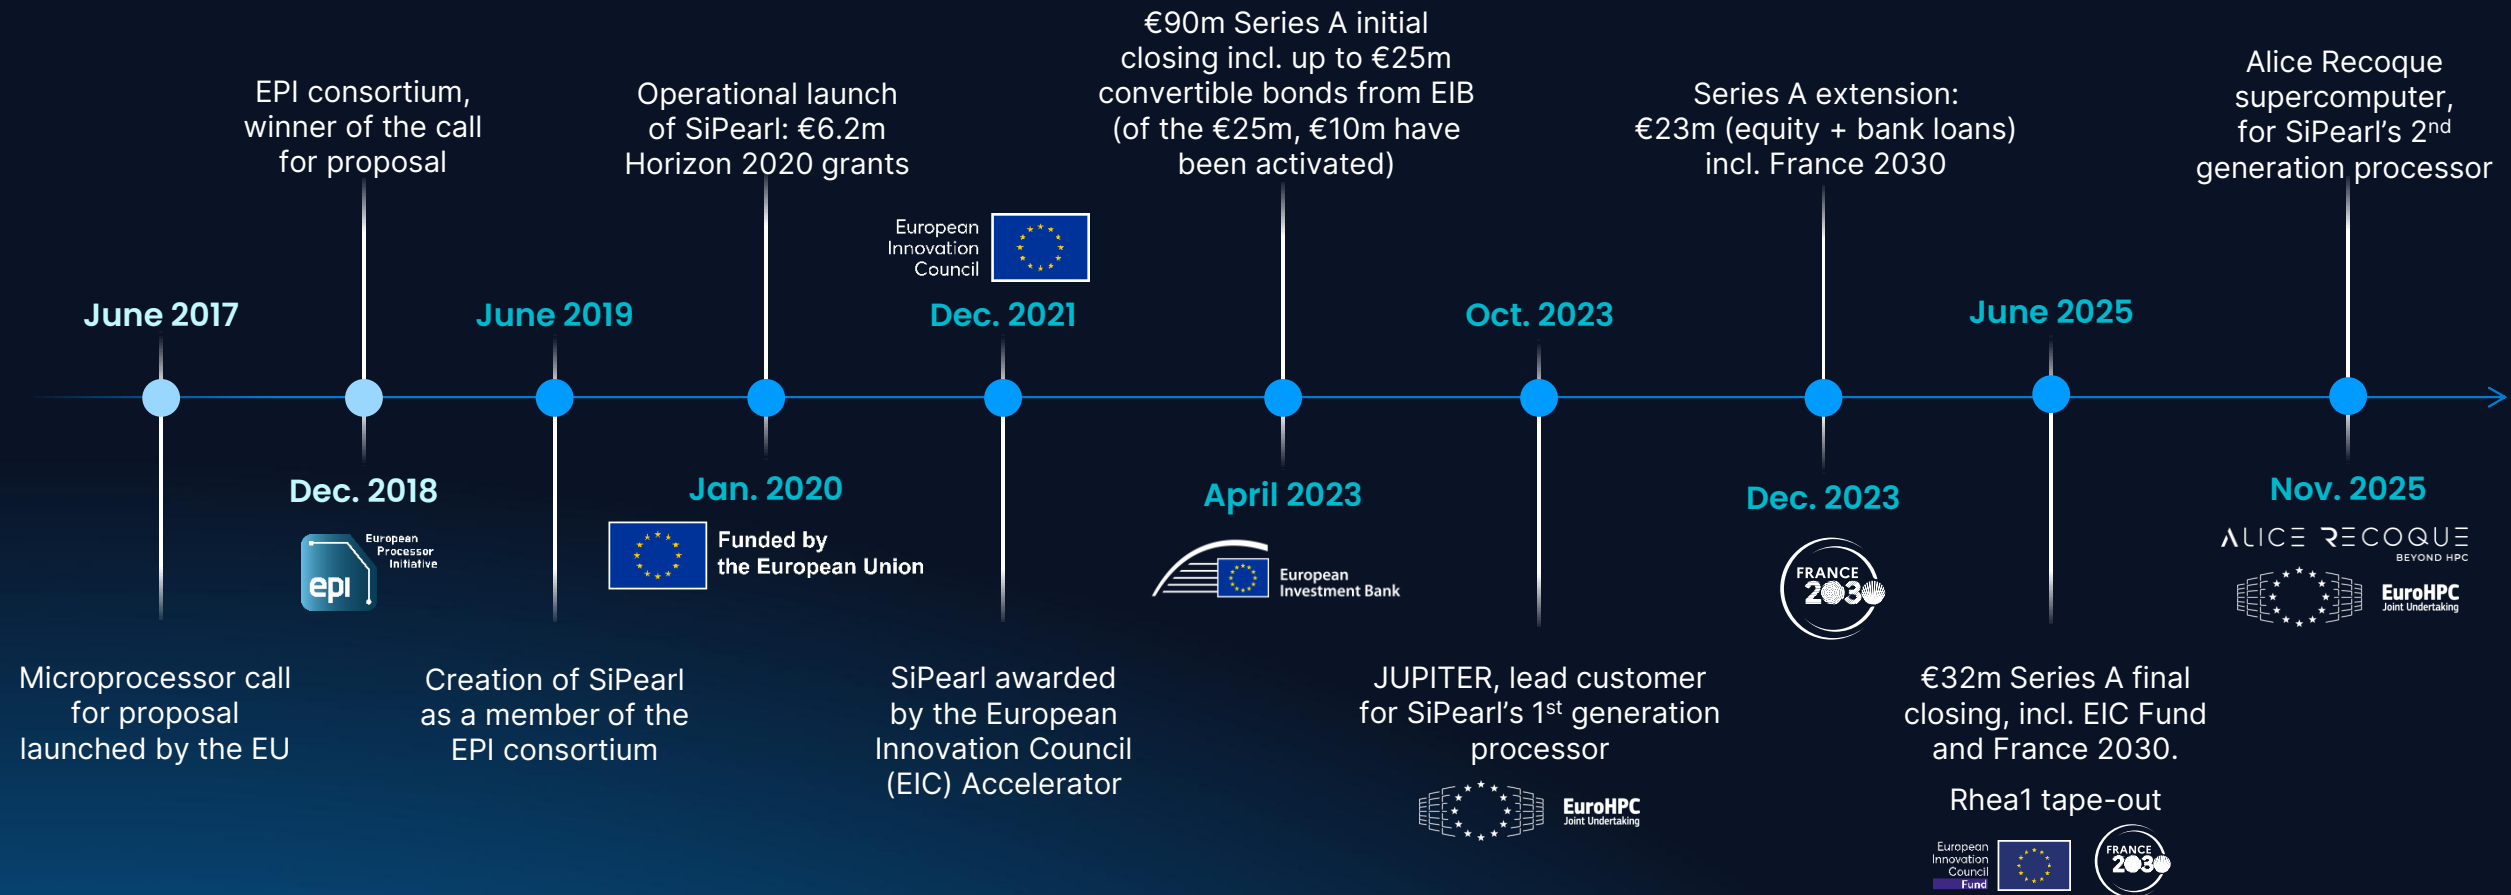 June 2017
Microprocessor call
for proposal
launched by the EU
EPI consortium,
winner of the call
for proposal
Dec. 2018
epi
European
Processor
Initiative
June 2019
Creation of SiPearl
as a member of the
EPI consortium
Operational launch
of SiPearl: €6.2m
Horizon 2020 grants
Jan. 2020
Funded by
the European Union
European
Innovation
Council
Dec. 2021
SiPearl awarded
by the European
Innovation Council
(EIC) Accelerator
€90m Series A initial
closing incl. up to €25m
convertible bonds from EIB
(of the €25m, €10m have
been activated)
April 2023
European
Investment Bank
Oct. 2023
JUPITER, lead customer
for SiPearl’s 1st generation
processor
EuroHPC
Joint Undertaking
Series A extension:
€23m (equity + bank loans)
incl. France 2030
Dec. 2023
FRANCE
2030
June 2025
€32m Series A final
closing, incl. EIC Fund
and France 2030.
Rhea1 tape-out
European
Innovation
Council
Fund
FRANCE
2030
Alice Recoque
supercomputer,
for SiPearl’s 2nd
generation processor
Nov. 2025
ALICE RECOQUE
BEYOND HPC
EuroHPC
Joint Undertaking